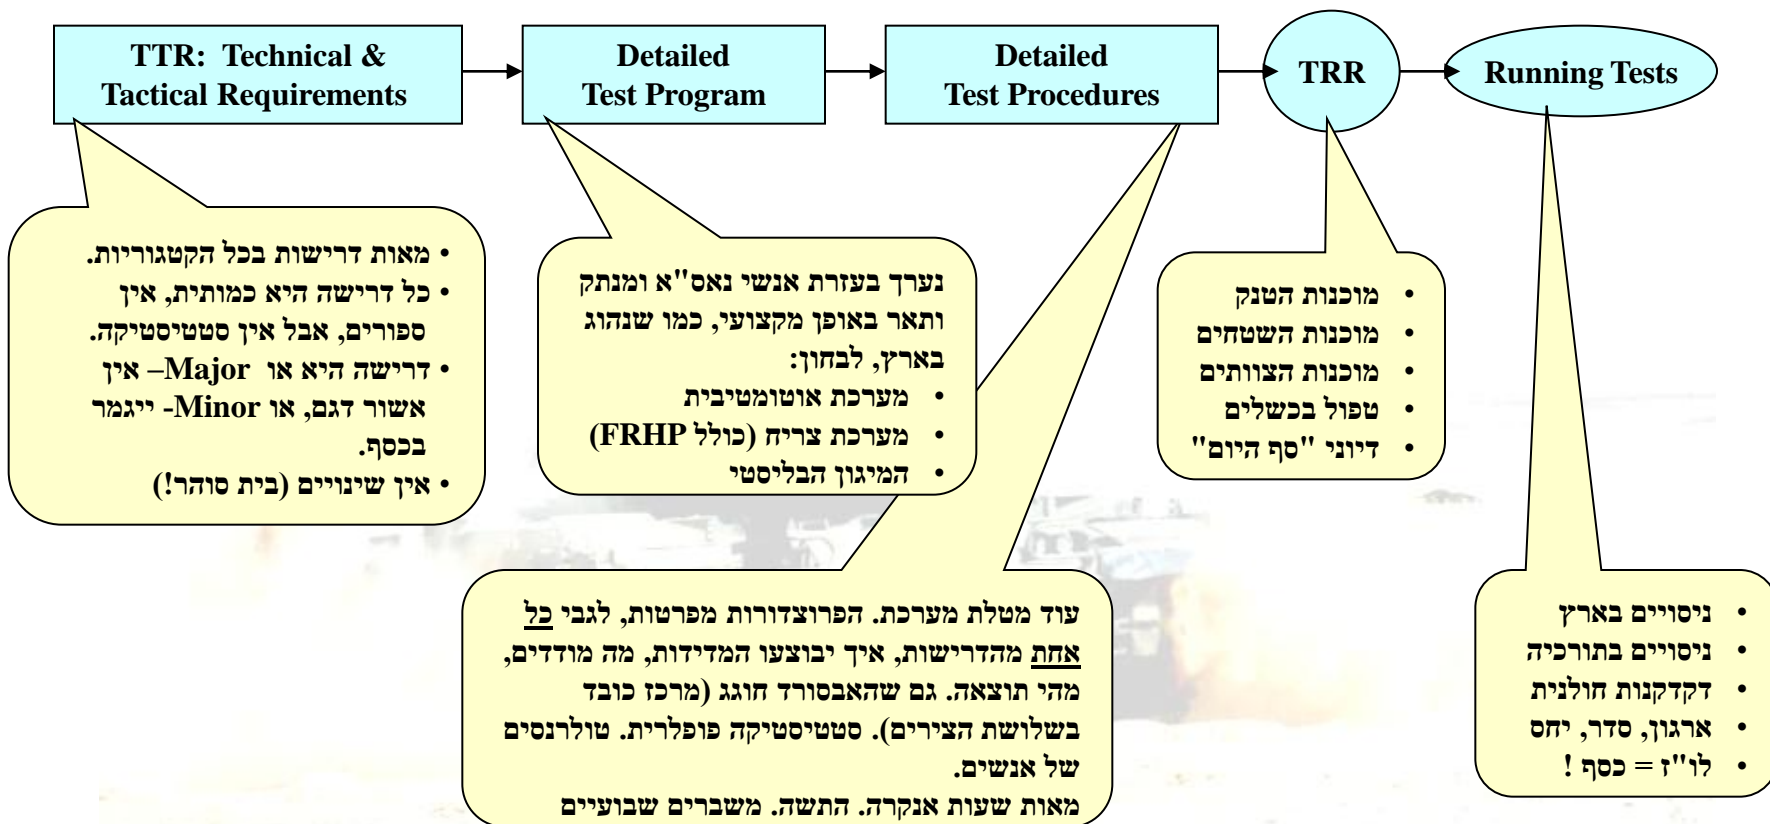 TTR: Technical &
Tactical Requirements
Detailed
Test Program
Detailed
Test Procedures
TRR
Running Tests
• מאות דרישות בכל הקטגוריות.
• כל דרישה היא כמותית, אין
ספורים, אבל אין סטטיסטיקה.
• דרישה היא או Major– אין
אשור דגם, או Minor- ייגמר
בכסף.
• אין שינויים (בית סוהר!)
נערך בעזרת אנשי נאס"א ומנתק
ותאר באופן מקצועי, כמו שנהוג
בארץ, לבחון:
• מערכת אוטומטיבית
• מערכת צריח (כולל FRHP)
• המיגון הבליסטי
עוד מטלת מערכת. הפרוצדורות מפרטות, לגבי כל
אחת מהדרישות, איך יבוצעו המדידות, מה מודדים,
מהי תוצאה. גם שהאבסורד חוגג (מרכז כובד
בשלושת הצירים). סטטיסטיקה פופלרית. טולרנסים
של אנשים.
מאות שעות אנקרה. התשה. משברים שבועיים
• מוכנות הטנק
• מוכנות השטחים
• מוכנות הצוותים
• טפול בכשלים
• דיוני "סף היום"
• ניסויים בארץ
• ניסויים בתורכיה
• דקדקנות חולנית
• ארגון, סדר, יחס
• לו"ז = כסף !